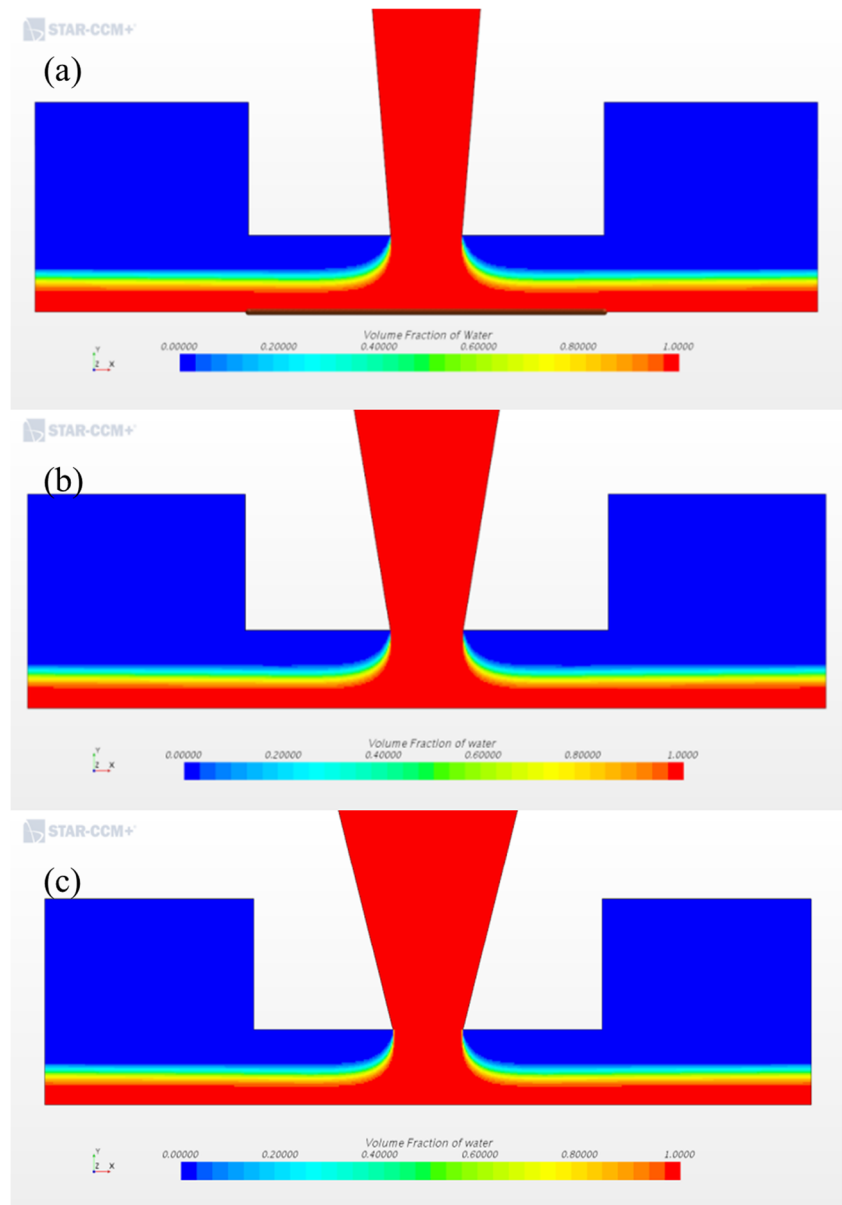 STAR-CCM+
(a)
Volume Fraction of Water
0.00000 0.20000 0.40000 0.60000 0.80000 1.0000
Y
Z X
STAR-CCM+
(b)
Volume Fraction of water
0.00000 0.20000 0.40000 0.60000 0.80000 1.0000
Y
Z X
STAR-CCM+
(c)
Volume Fraction of water
0.00000 0.20000 0.40000 0.60000 0.80000 1.0000
Y
Z X